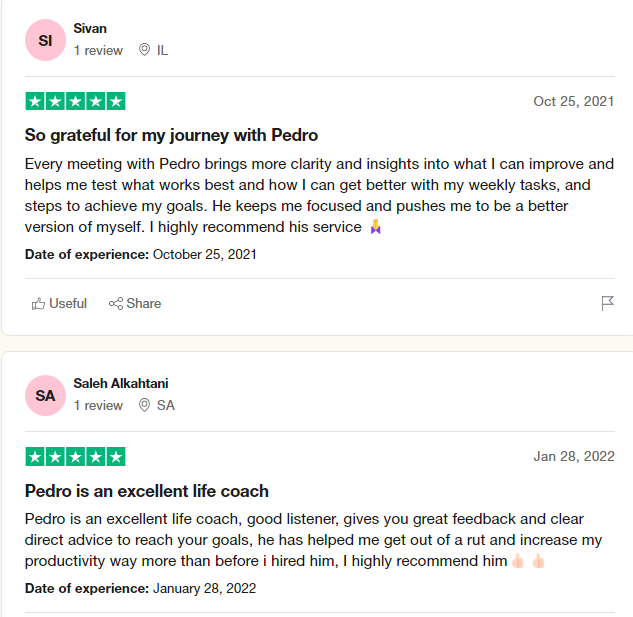 SI
Sivan
1 review IL
Oct 25, 2021
So grateful for my journey with Pedro
Every meeting with Pedro brings more clarity and insights into what I can improve and
helps me test what works best and how I can get better with my weekly tasks, and
steps to achieve my goals. He keeps me focused and pushes me to be a better
version of myself. I highly recommend his service
Date of experience: October 25, 2021
Useful Share
SA
Saleh Alkahtani
1 review SA
Jan 28, 2022
Pedro is an excellent life coach
Pedro is an excellent life coach, good listener, gives you great feedback and clear
direct advice to reach your goals, he has helped me get out of a rut and increase my
productivity way more than before i hired him, I highly recommend him👍🏻👍🏻
Date of experience: January 28, 2022